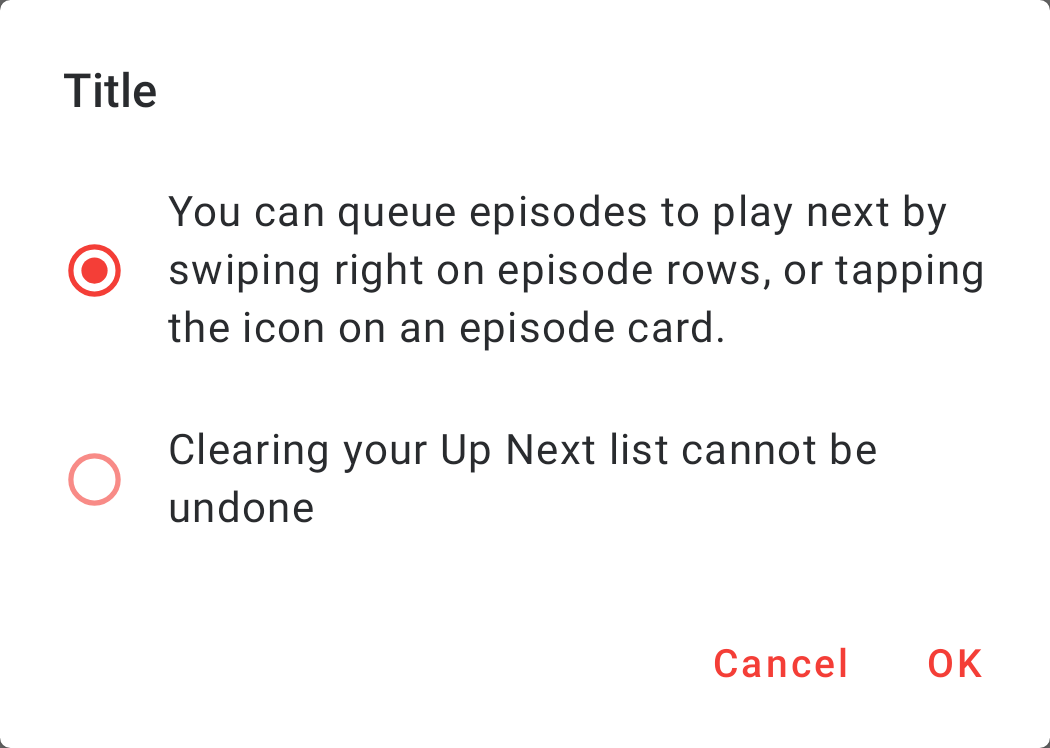 Title
You can queue episodes to play next by
swiping right on episode rows, or tapping
the icon on an episode card.
Clearing your Up Next list cannot be
undone
Cancel OK